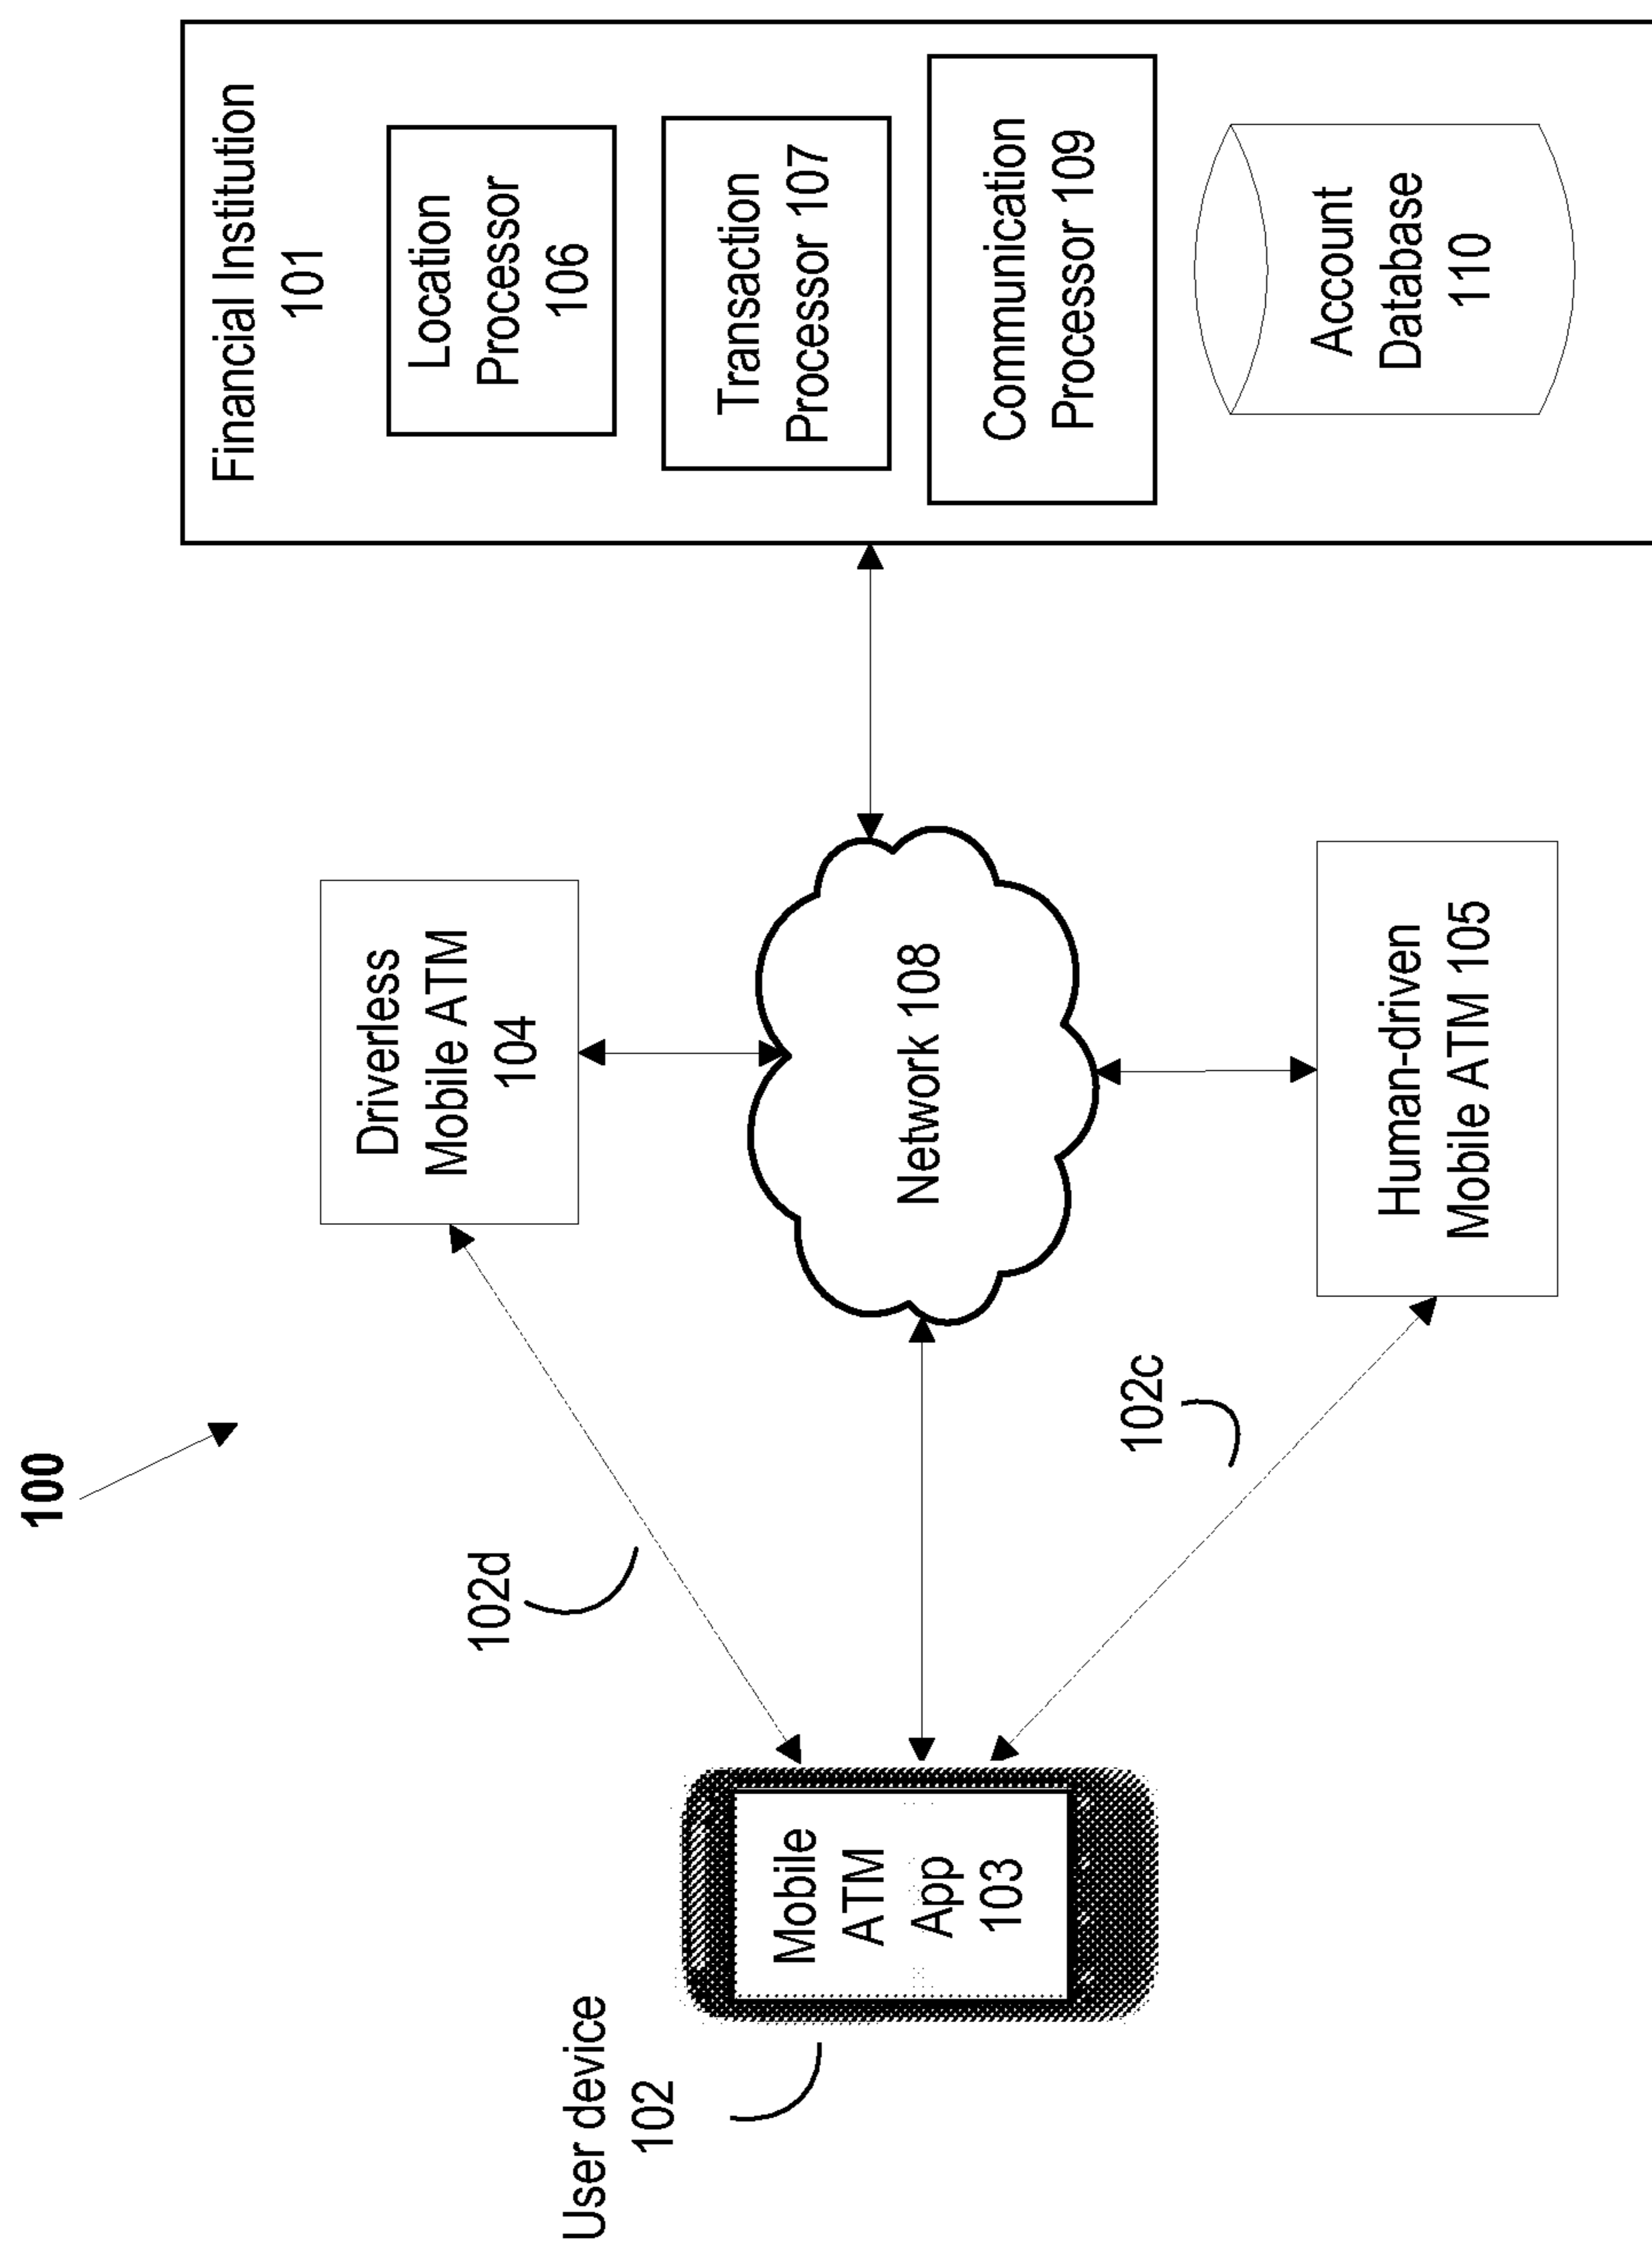 100
User device
102
Mobile
ATM
App
103
102d
102c
Driverless
Mobile ATM
104
Network 108
Human-driven
Mobile ATM 105
Financial Institution
101
Location
Processor
106
Transaction
Processor 107
Communication
Processor 109
Account
Database
110